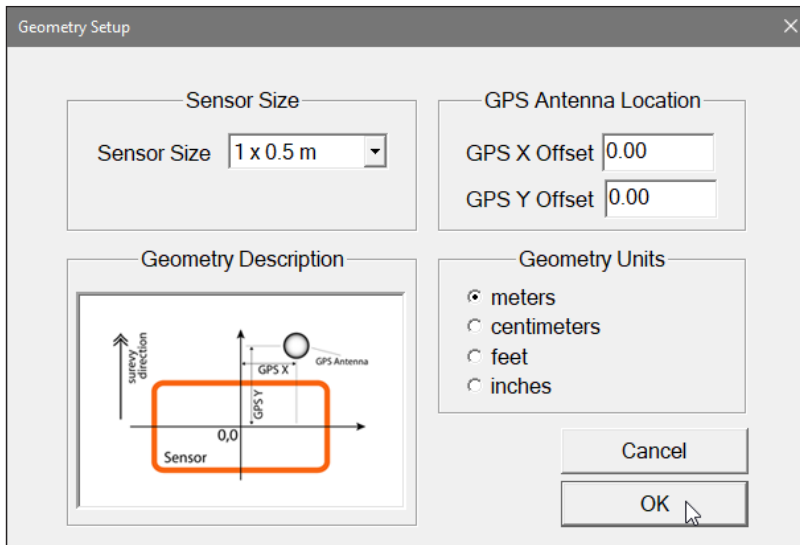 Geometry Setup
Sensor Size
Sensor Size 1 x 0.5 m
GPS Antenna Location
GPS X Offset 0.00
GPS Y Offset 0.00
Geometry Description
surevy
direction
GPS Antenna
GPS X
GPS Y
0,0
Sensor
Geometry Units
meters
centimeters
feet
inches
Cancel
OK